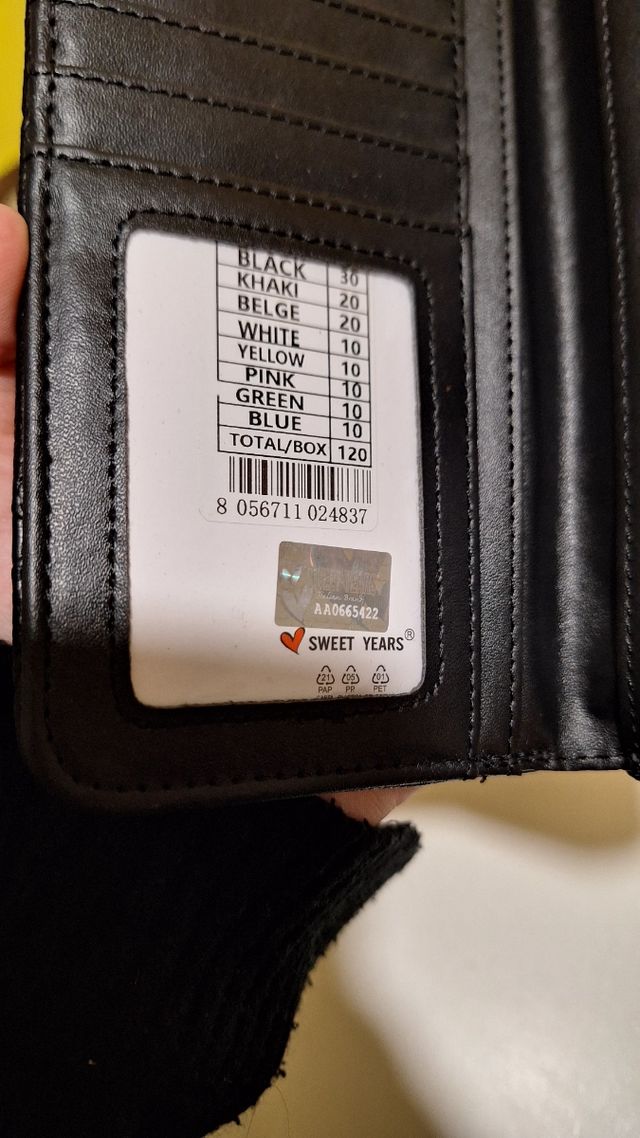 BLACK 30
KHAKI 20
BELGE 20
WHITE 10
YELLOW 10
PINK 10
GREEN 10
BLUE 10
TOTAL/BOX 120
8 056711 024837
AA0665422
SWEET YEARS®
21 05 01
PAP PP PET